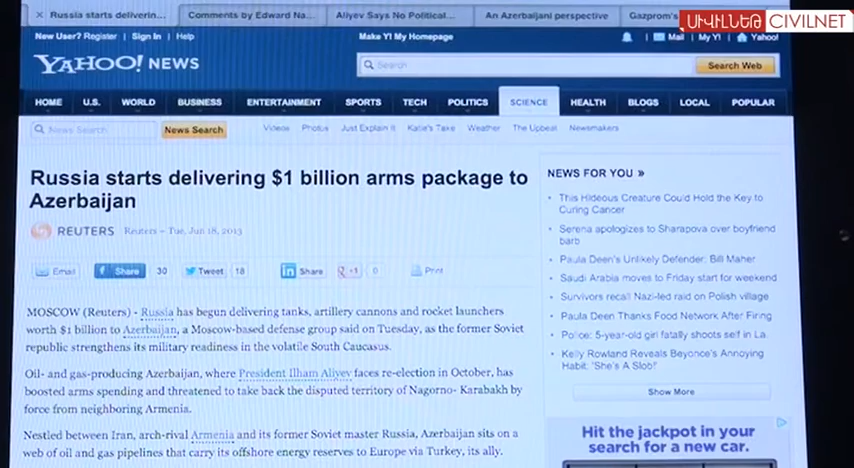 Russia starts deliverin... Comments by Edward Na... Aliyev Says No Political... An Azerbaijani perspective Gazprom's
ՍԻՎԻԼՆԵԹ CIVILNET
New User? Register | Sign In | Help Make Y! My Homepage Mail | My Y! Yahoo!
YAHOO! NEWS Search Search Web
HOME U.S. WORLD BUSINESS ENTERTAINMENT SPORTS TECH POLITICS SCIENCE HEALTH BLOGS LOCAL POPULAR
News Search News Search Videos Photos Just Explain It Katie's Take Weather The Upbeat Newsmakers
Russia starts delivering $1 billion arms package to
Azerbaijan
REUTERS Reuters – Tue, Jun 18, 2013
Email Share 30 Tweet 18 in Share g +1 0 Print
MOSCOW (Reuters) - Russia has begun delivering tanks, artillery cannons and rocket launchers
worth $1 billion to Azerbaijan, a Moscow-based defense group said on Tuesday, as the former Soviet
republic strengthens its military readiness in the volatile South Caucasus.
Oil- and gas-producing Azerbaijan, where President Ilham Aliyev faces re-election in October, has
boosted arms spending and threatened to take back the disputed territory of Nagorno- Karabakh by
force from neighboring Armenia.
Nestled between Iran, arch-rival Armenia and its former Soviet master Russia, Azerbaijan sits on a
web of oil and gas pipelines that carry its offshore energy reserves to Europe via Turkey, its ally.
NEWS FOR YOU »
This Hideous Creature Could Hold the Key to
Curing Cancer
Serena apologizes to Sharapova over boyfriend
barb
Paula Deen's Unlikely Defender: Bill Maher
Saudi Arabia moves to Friday start for weekend
Survivors recall Nazi-led raid on Polish village
Paula Deen Thanks Food Network After Firing
Police: 5-year-old girl fatally shoots self in La.
Kelly Rowland Reveals Beyonce's Annoying
Habit: 'She's A Slob!'
Show More
Hit the jackpot in your
search for a new car.